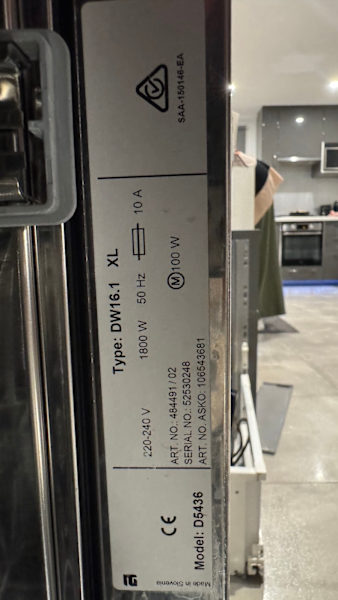 SAA-150146-EA
Type: DW16.1 XL
220-240 V 1800 W 50 Hz 10 A
M 100 W
ART. NO.: 484491/02
SERIAL NO.: 52530248
ART. NO. ASKO: 106543681
CE
Model: D5436
Made in Slovenia